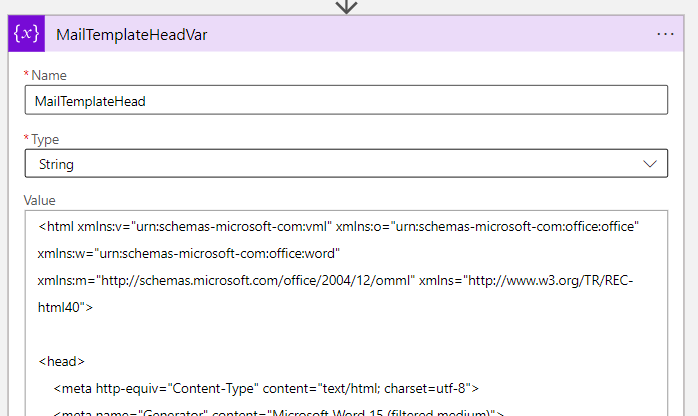 {x} MailTemplateHeadVar ...
* Name
MailTemplateHead
* Type
String
Value
<html xmlns:v="urn:schemas-microsoft-com:vml" xmlns:o="urn:schemas-microsoft-com:office:office"
xmlns:w="urn:schemas-microsoft-com:office:word"
xmlns:m="http://schemas.microsoft.com/office/2004/12/omml" xmlns="http://www.w3.org/TR/REC-
html40">
<head>
<meta http-equiv="Content-Type" content="text/html; charset=utf-8">
<meta name="Generator" content="Microsoft Word 15 (filtered medium)">